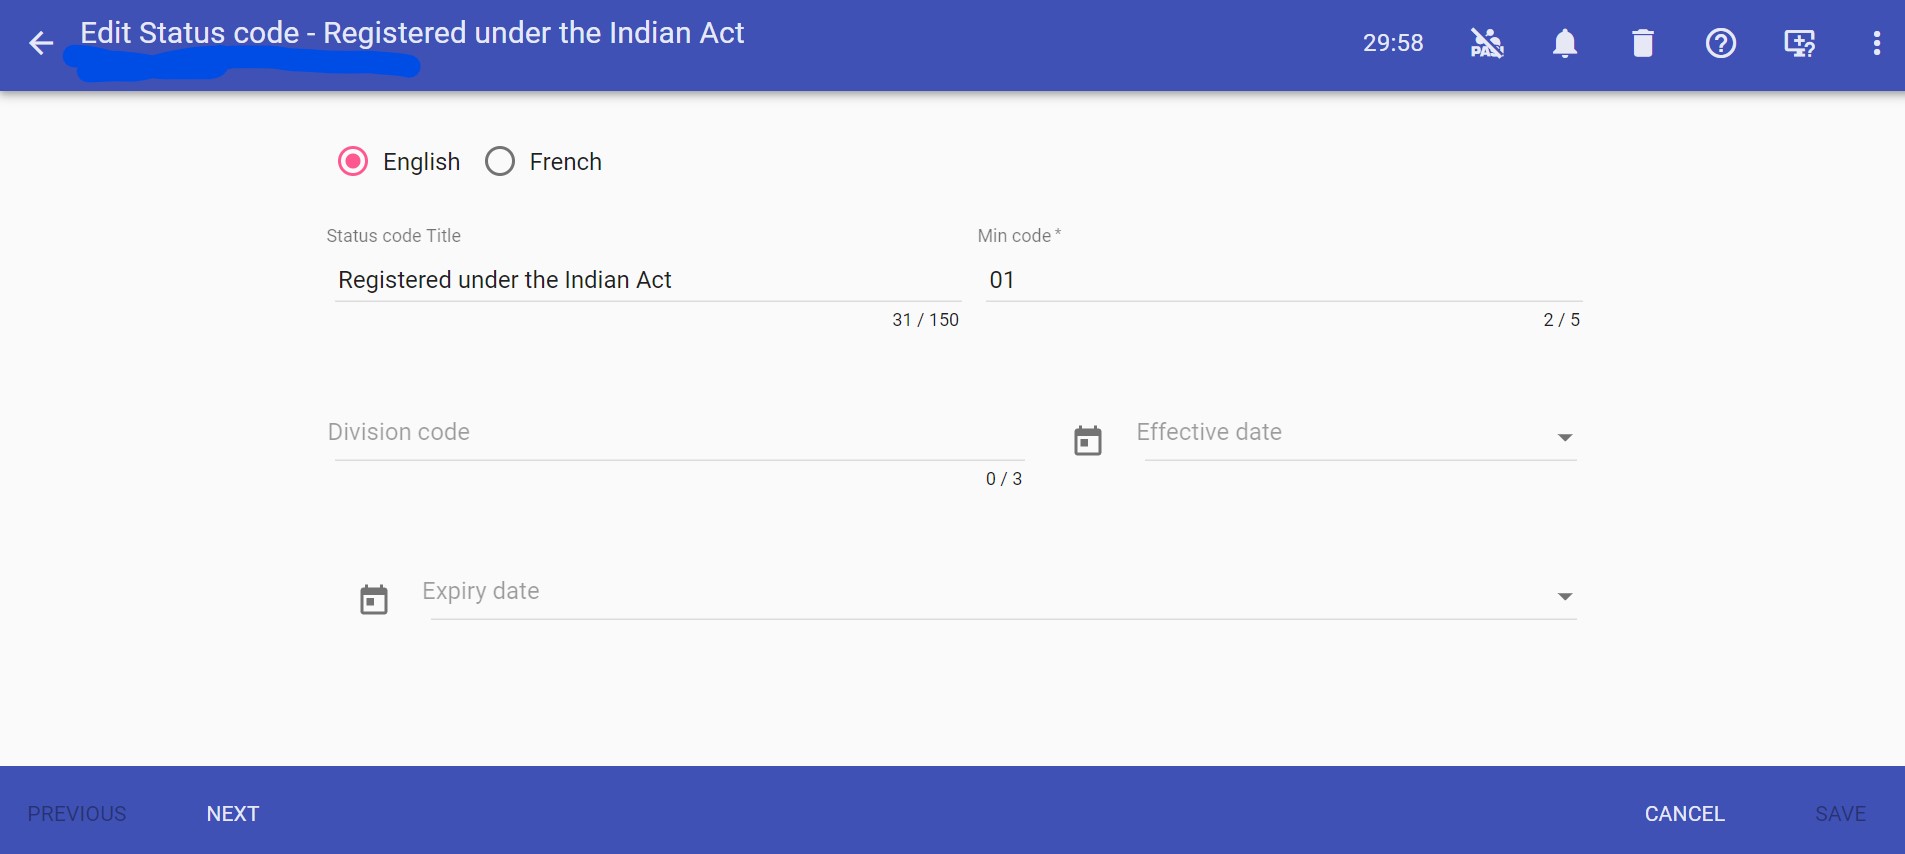 Edit Status code - Registered under the Indian Act
29:58
English
French
Status code Title
Min code *
Registered under the Indian Act
01
31 / 150
2 / 5
Division code
Effective date
0 / 3
Expiry date
PREVIOUS
NEXT
CANCEL
SAVE